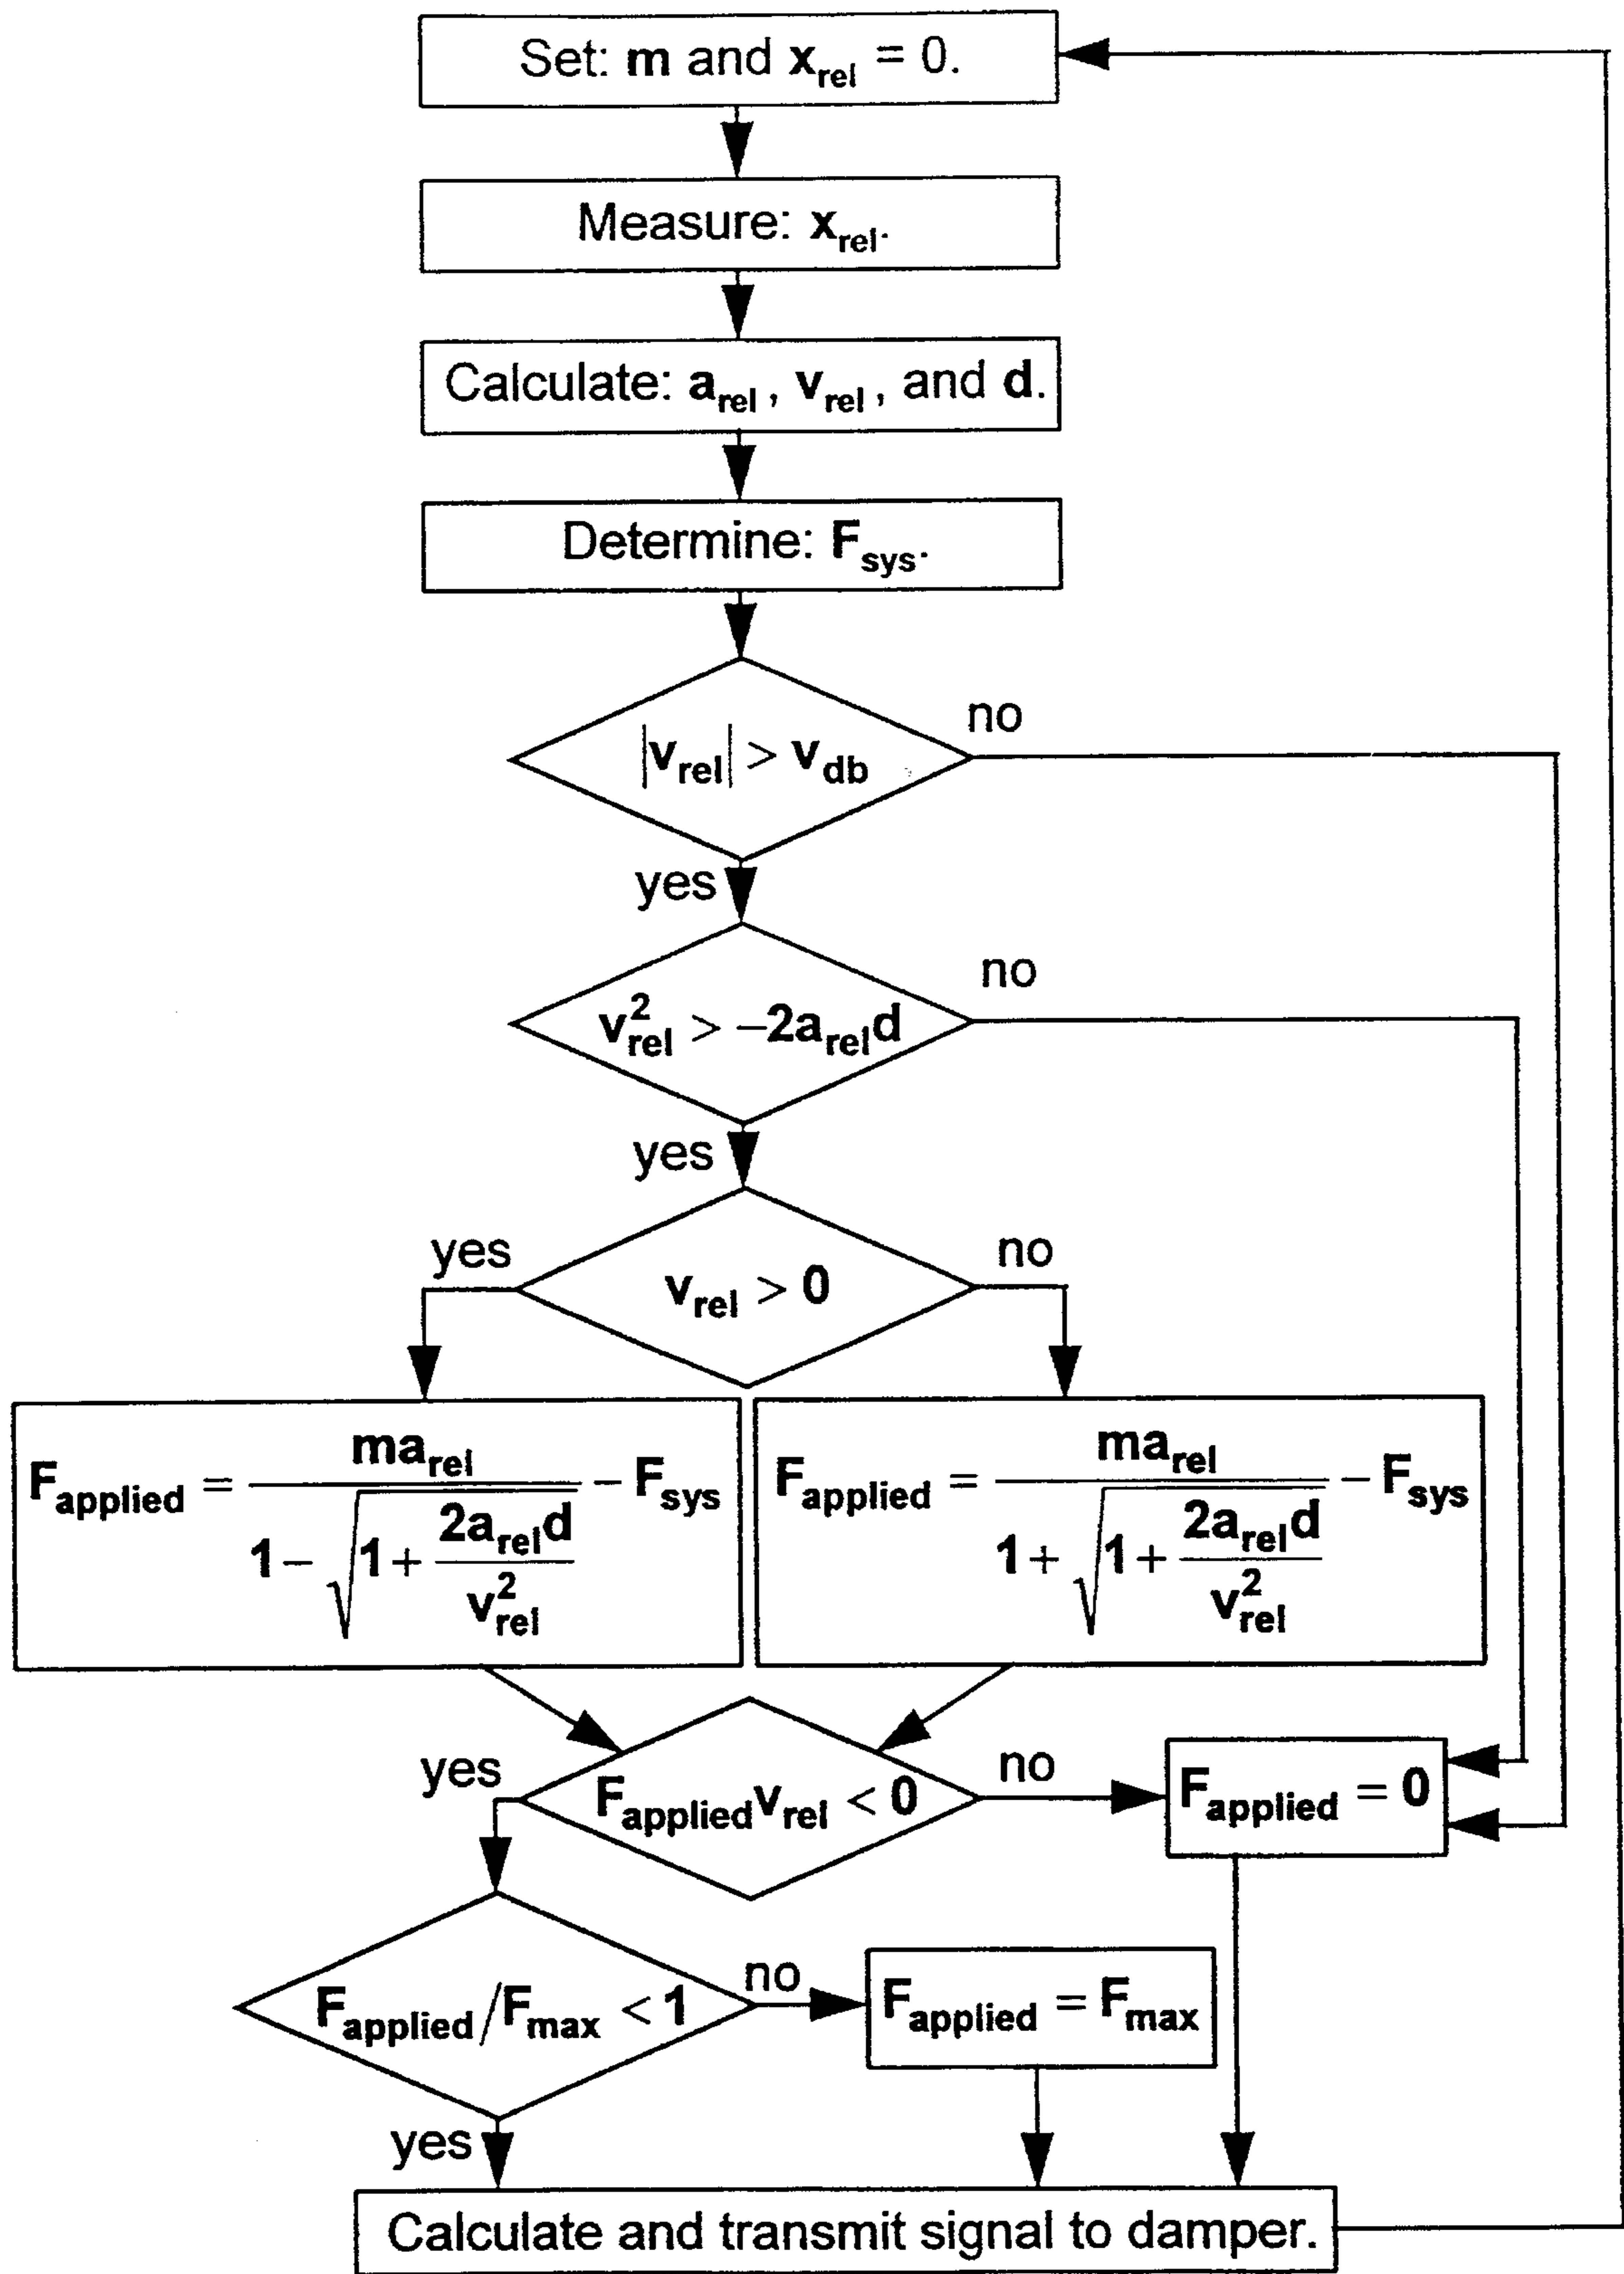 Set: m and x_rel = 0.
Measure: x_rel.
Calculate: a_rel, v_rel, and d.
Determine: F_sys.
|v_rel| > v_db
no
yes
v_rel^2 > −2a_rel d
no
yes
yes
v_rel > 0
no
F_applied = ma_rel / (1 − √(1 + 2a_rel d / v_rel^2)) − F_sys
F_applied = ma_rel / (1 + √(1 + 2a_rel d / v_rel^2)) − F_sys
yes
F_applied v_rel < 0
no
F_applied = 0
F_applied/F_max < 1
no
F_applied = F_max
yes
Calculate and transmit signal to damper.